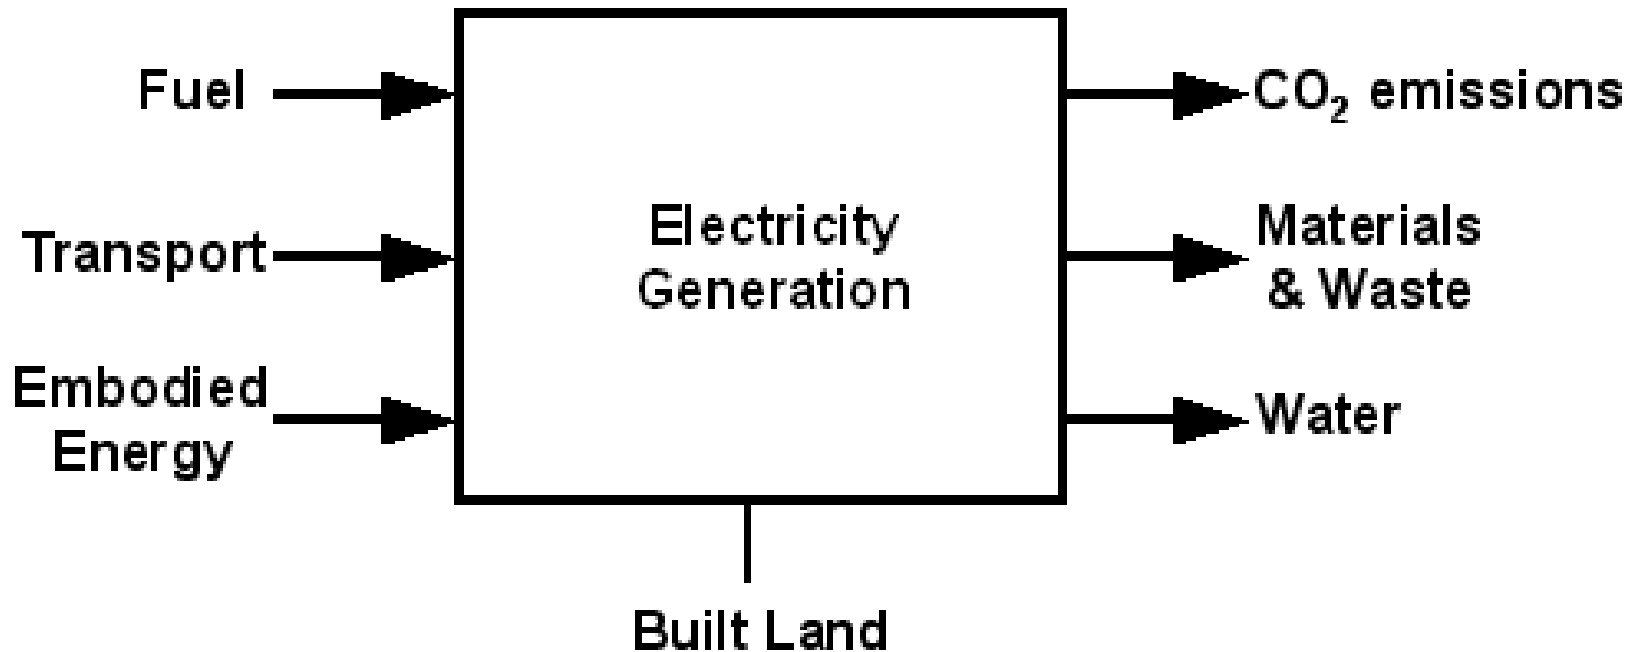 Fuel
Transport
Embodied
Energy
Electricity
Generation
CO₂ emissions
Materials
& Waste
Water
Built Land